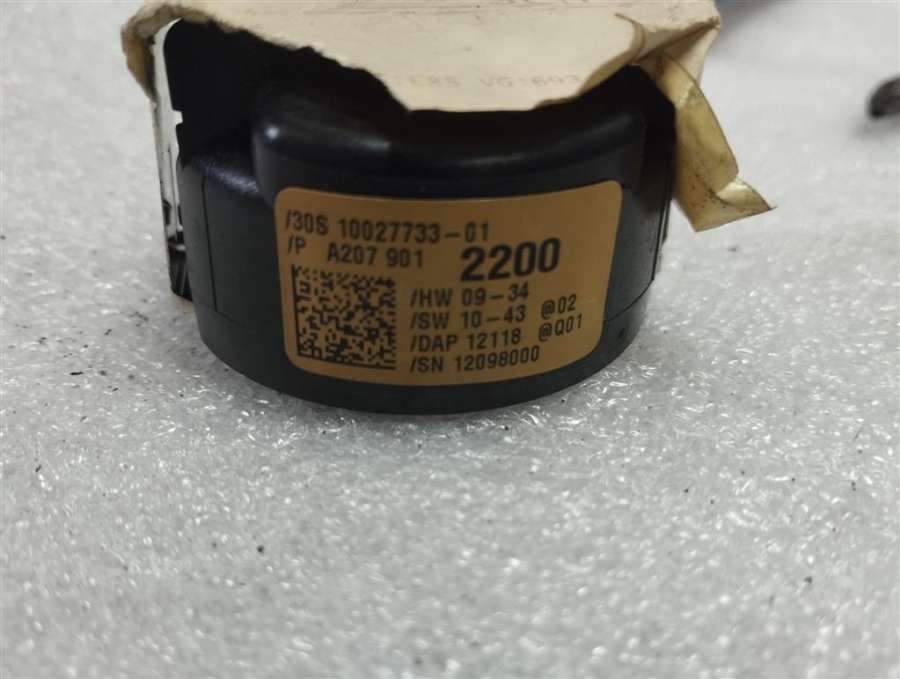 /30S 10027733-01
/P A207 901 2200
/HW 09-34
/SW 10-43 @02
/DAP 12118 @Q01
/SN 12098000